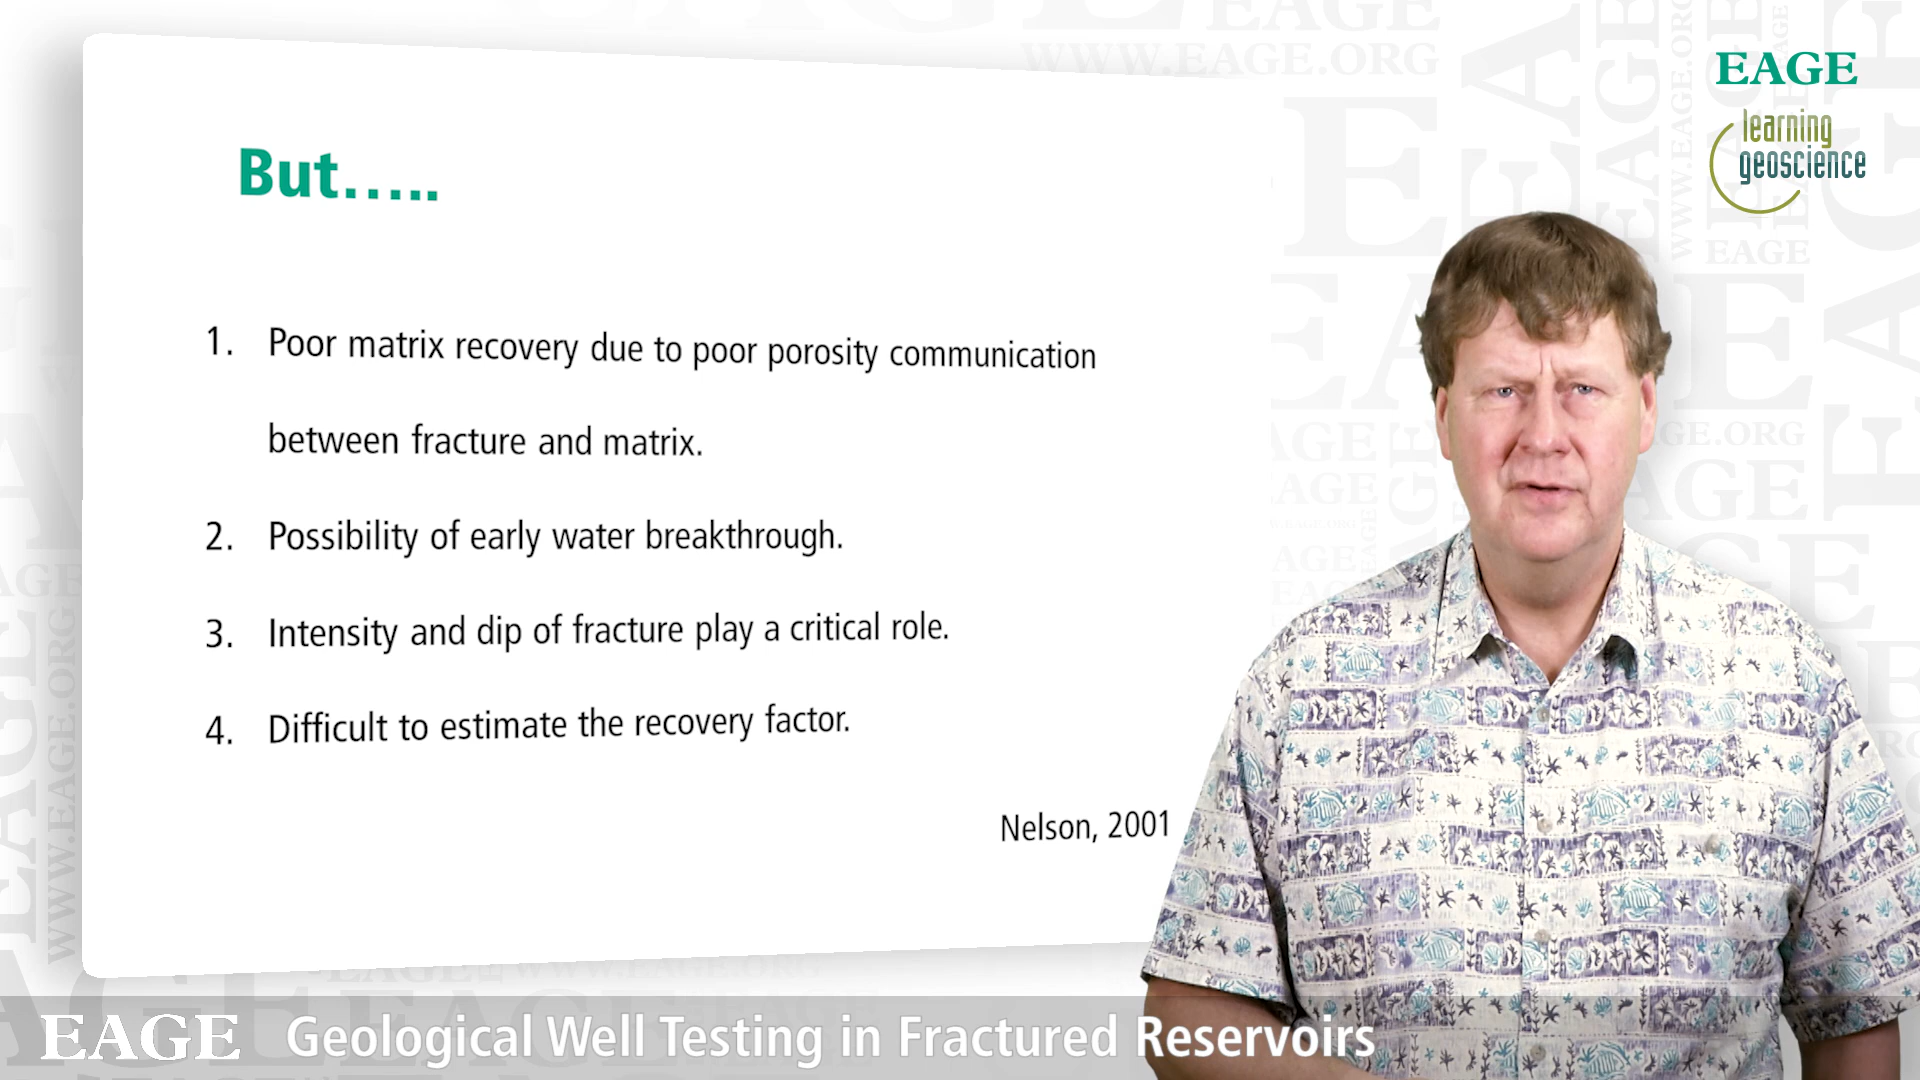 EAGE
WWW.EAGE.ORG
EAGE
learning
geoscience
But.....
1. Poor matrix recovery due to poor porosity communication
between fracture and matrix.
2. Possibility of early water breakthrough.
3. Intensity and dip of fracture play a critical role.
4. Difficult to estimate the recovery factor.
Nelson, 2001
EAGE Geological Well Testing in Fractured Reservoirs